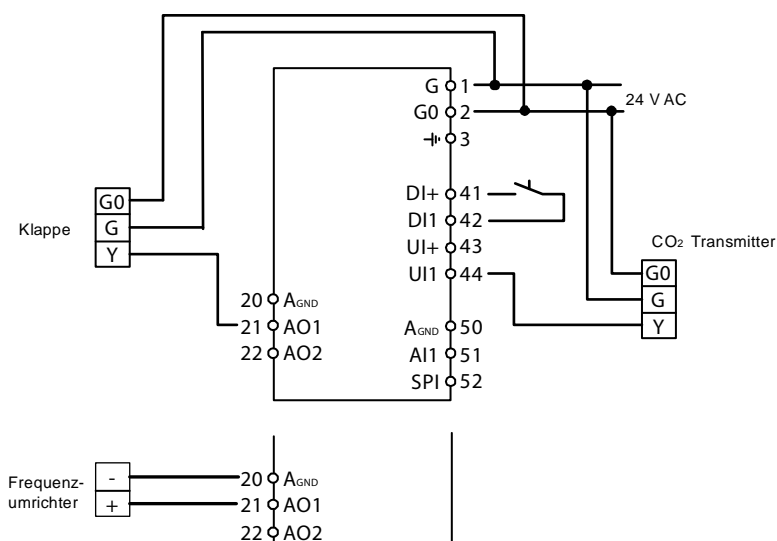 G 1
G0 2
24 V AC
3
DI+ 41
DI1 42
UI+ 43
UI1 44
Klappe
G0
G
Y
CO2 Transmitter
G0
G
Y
20 AGND
21 AO1
22 AO2
AGND 50
AI1 51
SPI 52
Frequenz-
umrichter
-
+
20 AGND
21 AO1
22 AO2